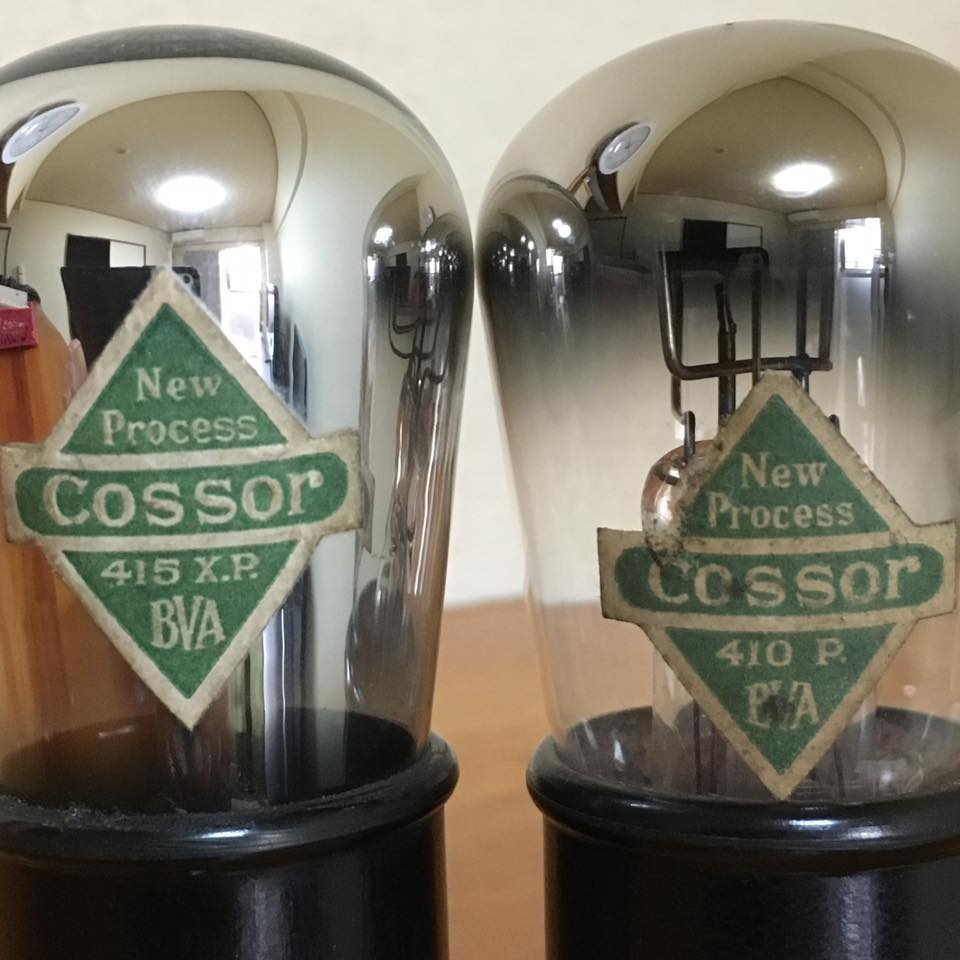 New
Process
Cossor
415 X.P.
BVA
New
Process
Cossor
410 P.
BVA